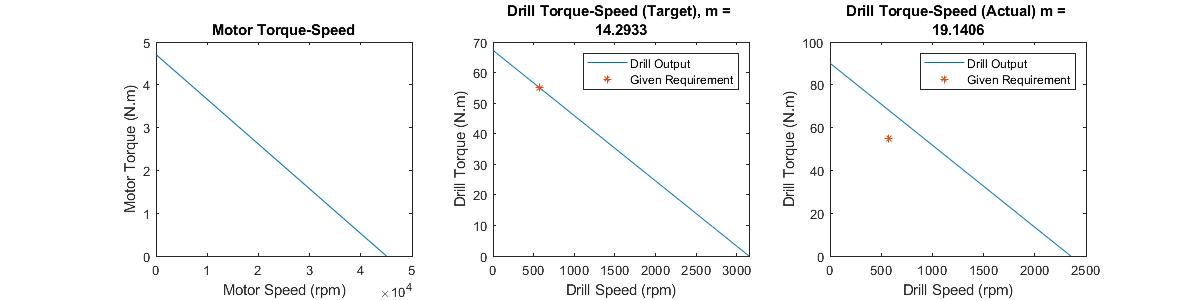 Motor Torque-Speed
5
4
3
2
1
0
Motor Torque (N.m)
0 1 2 3 4 5
Motor Speed (rpm) ×10⁴
Drill Torque-Speed (Target), m =
14.2933
70
60
50
40
30
20
10
0
Drill Torque (N.m)
Drill Output
Given Requirement
0 500 1000 1500 2000 2500 3000
Drill Speed (rpm)
Drill Torque-Speed (Actual) m =
19.1406
100
80
60
40
20
0
Drill Torque (N.m)
Drill Output
Given Requirement
0 500 1000 1500 2000 2500
Drill Speed (rpm)